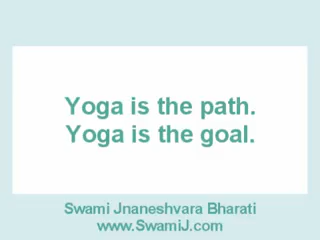 Yoga is the path.
Yoga is the goal.
Swami Jnaneshvara Bharati
www.SwamiJ.com